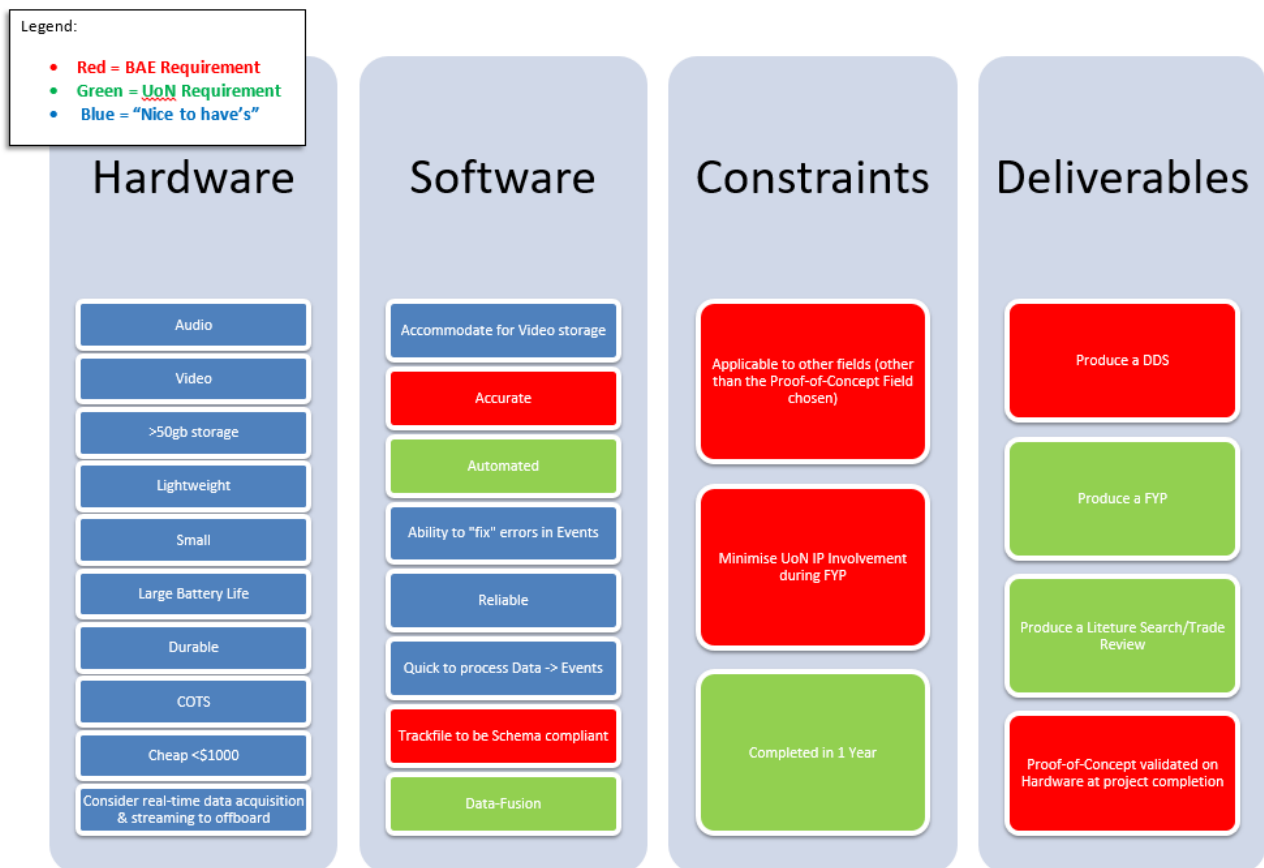 Legend:
• Red = BAE Requirement
• Green = UoN Requirement
• Blue = “Nice to have’s”
Hardware
Audio
Video
>50gb storage
Lightweight
Small
Large Battery Life
Durable
COTS
Cheap <$1000
Consider real-time data acquisition
& streaming to offboard
Software
Accommodate for Video storage
Accurate
Automated
Ability to "fix" errors in Events
Reliable
Quick to process Data -> Events
Trackfile to be Schema compliant
Data-Fusion
Constraints
Applicable to other fields (other
than the Proof-of-Concept Field
chosen)
Minimise UoN IP Involvement
during FYP
Completed in 1 Year
Deliverables
Produce a DDS
Produce a FYP
Produce a Liteture Search/Trade
Review
Proof-of-Concept validated on
Hardware at project completion